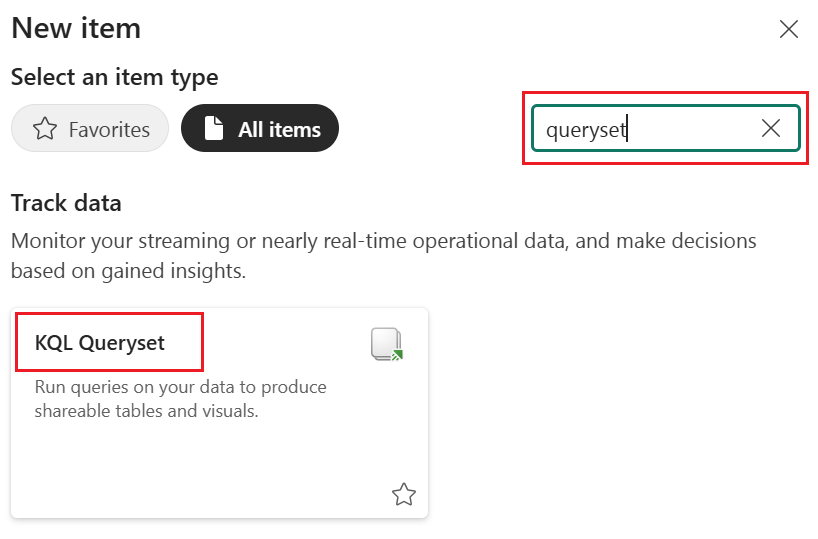 New item
Select an item type
Favorites
All items
queryset
Track data
Monitor your streaming or nearly real-time operational data, and make decisions
based on gained insights.
KQL Queryset
Run queries on your data to produce
shareable tables and visuals.